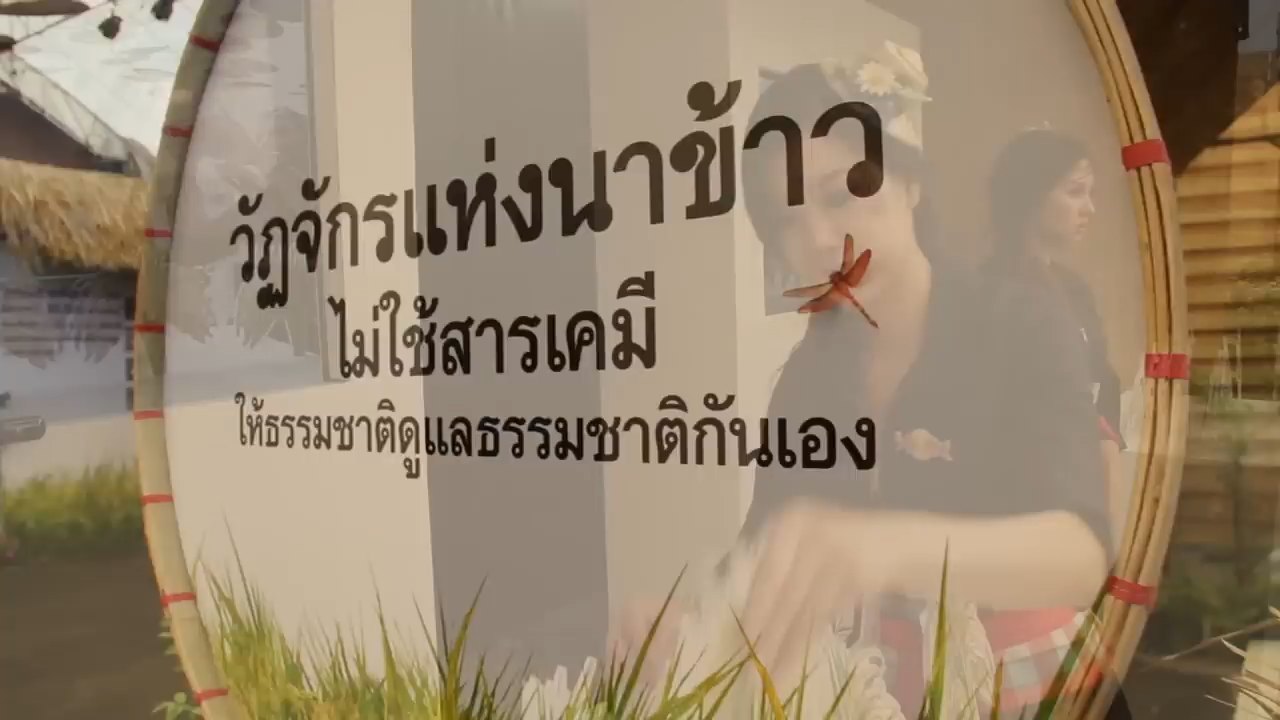 วัฏจักรแห่งนาข้าว
ไม่ใช้สารเคมี
ให้ธรรมชาติดูแลธรรมชาติกันเอง